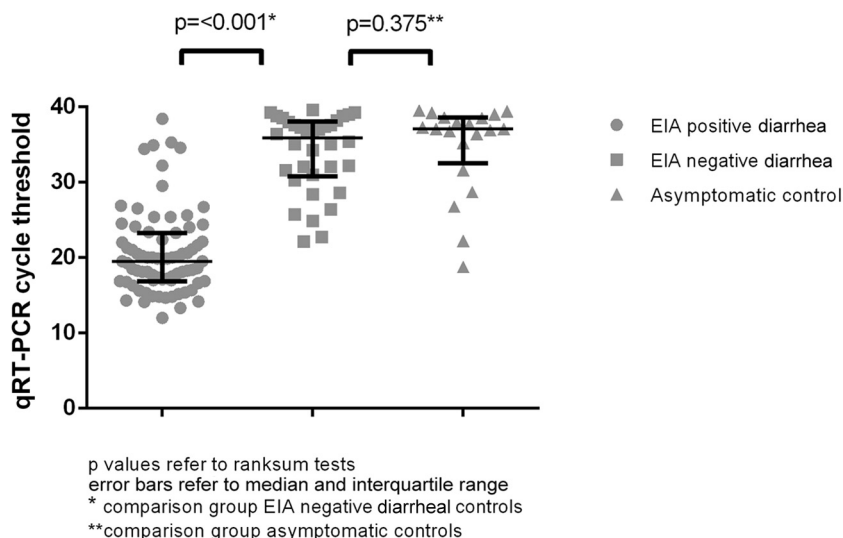 p=<0.001* p=0.375**
qRT-PCR cycle threshold
40
30
20
10
0
EIA positive diarrhea
EIA negative diarrhea
Asymptomatic control
p values refer to ranksum tests
error bars refer to median and interquartile range
* comparison group EIA negative diarrheal controls
**comparison group asymptomatic controls